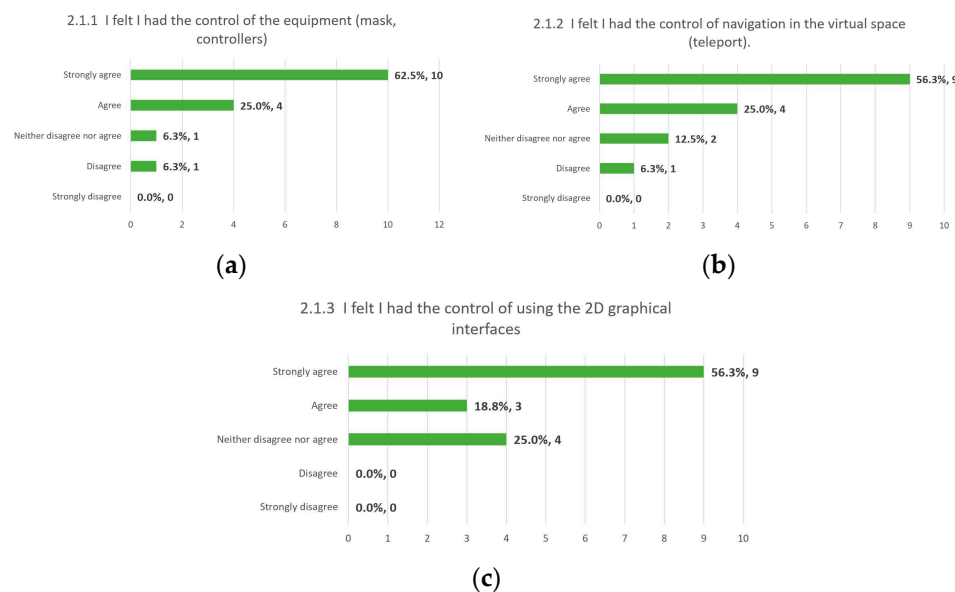 2.1.1 I felt I had the control of the equipment (mask,
controllers)
Strongly agree 62.5%, 10
Agree 25.0%, 4
Neither disagree nor agree 6.3%, 1
Disagree 6.3%, 1
Strongly disagree 0.0%, 0
0 2 4 6 8 10 12
(a)
2.1.2 I felt I had the control of navigation in the virtual space
(teleport).
Strongly agree 56.3%, 9
Agree 25.0%, 4
Neither disagree nor agree 12.5%, 2
Disagree 6.3%, 1
Strongly disagree 0.0%, 0
0 1 2 3 4 5 6 7 8 9 10
(b)
2.1.3 I felt I had the control of using the 2D graphical
interfaces
Strongly agree 56.3%, 9
Agree 18.8%, 3
Neither disagree nor agree 25.0%, 4
Disagree 0.0%, 0
Strongly disagree 0.0%, 0
0 1 2 3 4 5 6 7 8 9 10
(c)